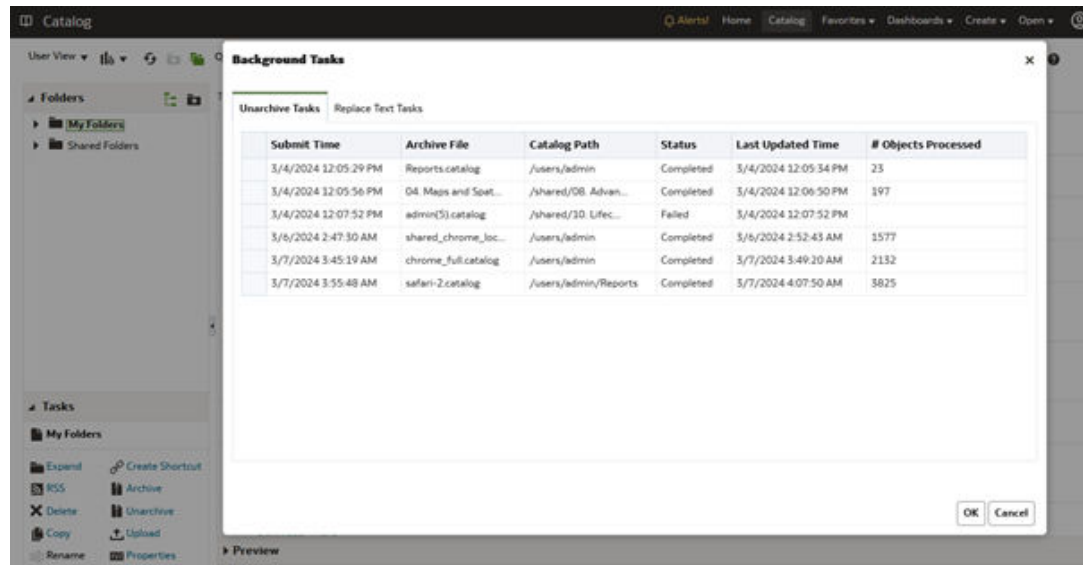 Catalog
Alerts! Home Catalog Favorites Dashboards Create Open
User View
Background Tasks
Folders
My Folders
Shared Folders
Unarchive Tasks Replace Text Tasks
Submit Time Archive File Catalog Path Status Last Updated Time # Objects Processed
3/4/2024 12:05:29 PM Reports.catalog /users/admin Completed 3/4/2024 12:05:34 PM 23
3/4/2024 12:05:56 PM 04. Maps and Spat... /shared/08. Advan... Completed 3/4/2024 12:06:50 PM 197
3/4/2024 12:07:52 PM admin(5).catalog /shared/10. Lifec... Failed 3/4/2024 12:07:52 PM
3/6/2024 2:47:30 AM shared_chrome_loc... /users/admin Completed 3/6/2024 2:52:43 AM 1577
3/7/2024 3:45:19 AM chrome_full.catalog /users/admin Completed 3/7/2024 3:49:20 AM 2132
3/7/2024 3:55:48 AM safari-2.catalog /users/admin/Reports Completed 3/7/2024 4:07:50 AM 3825
Tasks
My Folders
Expand Create Shortcut
RSS Archive
Delete Unarchive
Copy Upload
Rename Properties
OK Cancel
Preview